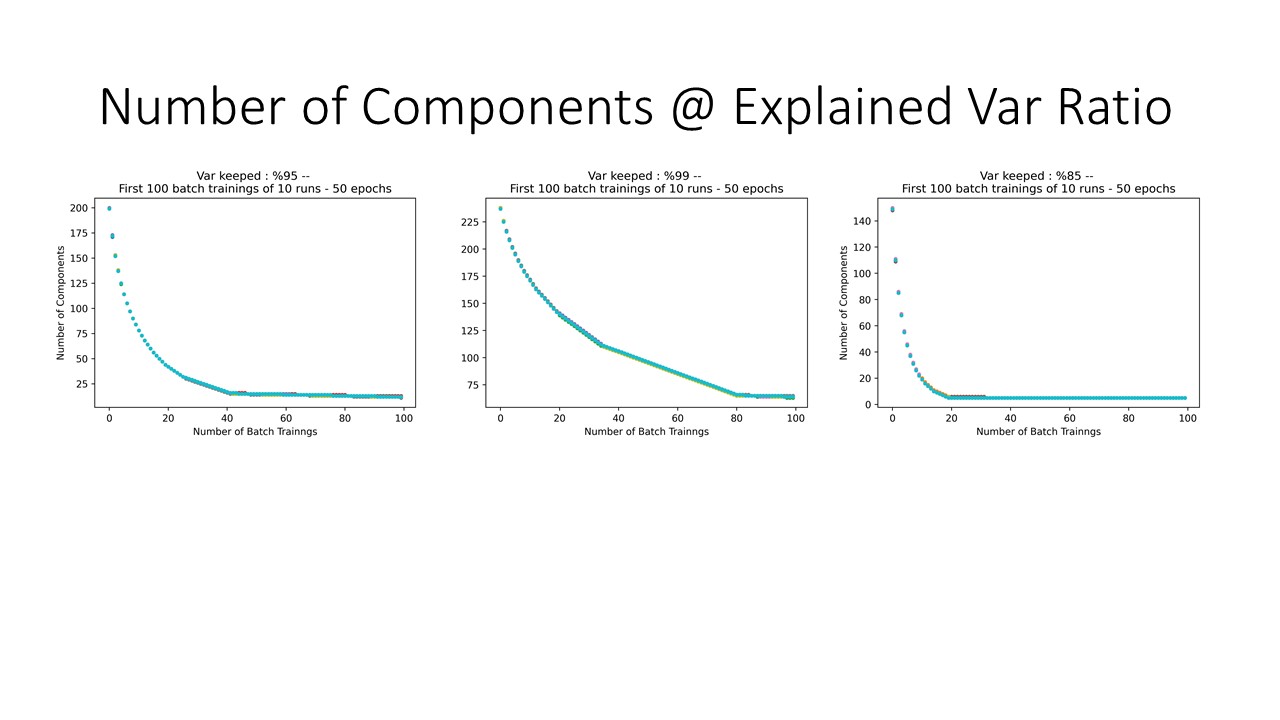 Number of Components @ Explained Var Ratio
Var keeped : %95 --
First 100 batch trainings of 10 runs - 50 epochs
Number of Components
200
175
150
125
100
75
50
25
0 20 40 60 80 100
Number of Batch Trainngs
Var keeped : %99 --
First 100 batch trainings of 10 runs - 50 epochs
Number of Components
225
200
175
150
125
100
75
0 20 40 60 80 100
Number of Batch Trainngs
Var keeped : %85 --
First 100 batch trainings of 10 runs - 50 epochs
Number of Components
140
120
100
80
60
40
20
0
0 20 40 60 80 100
Number of Batch Trainngs